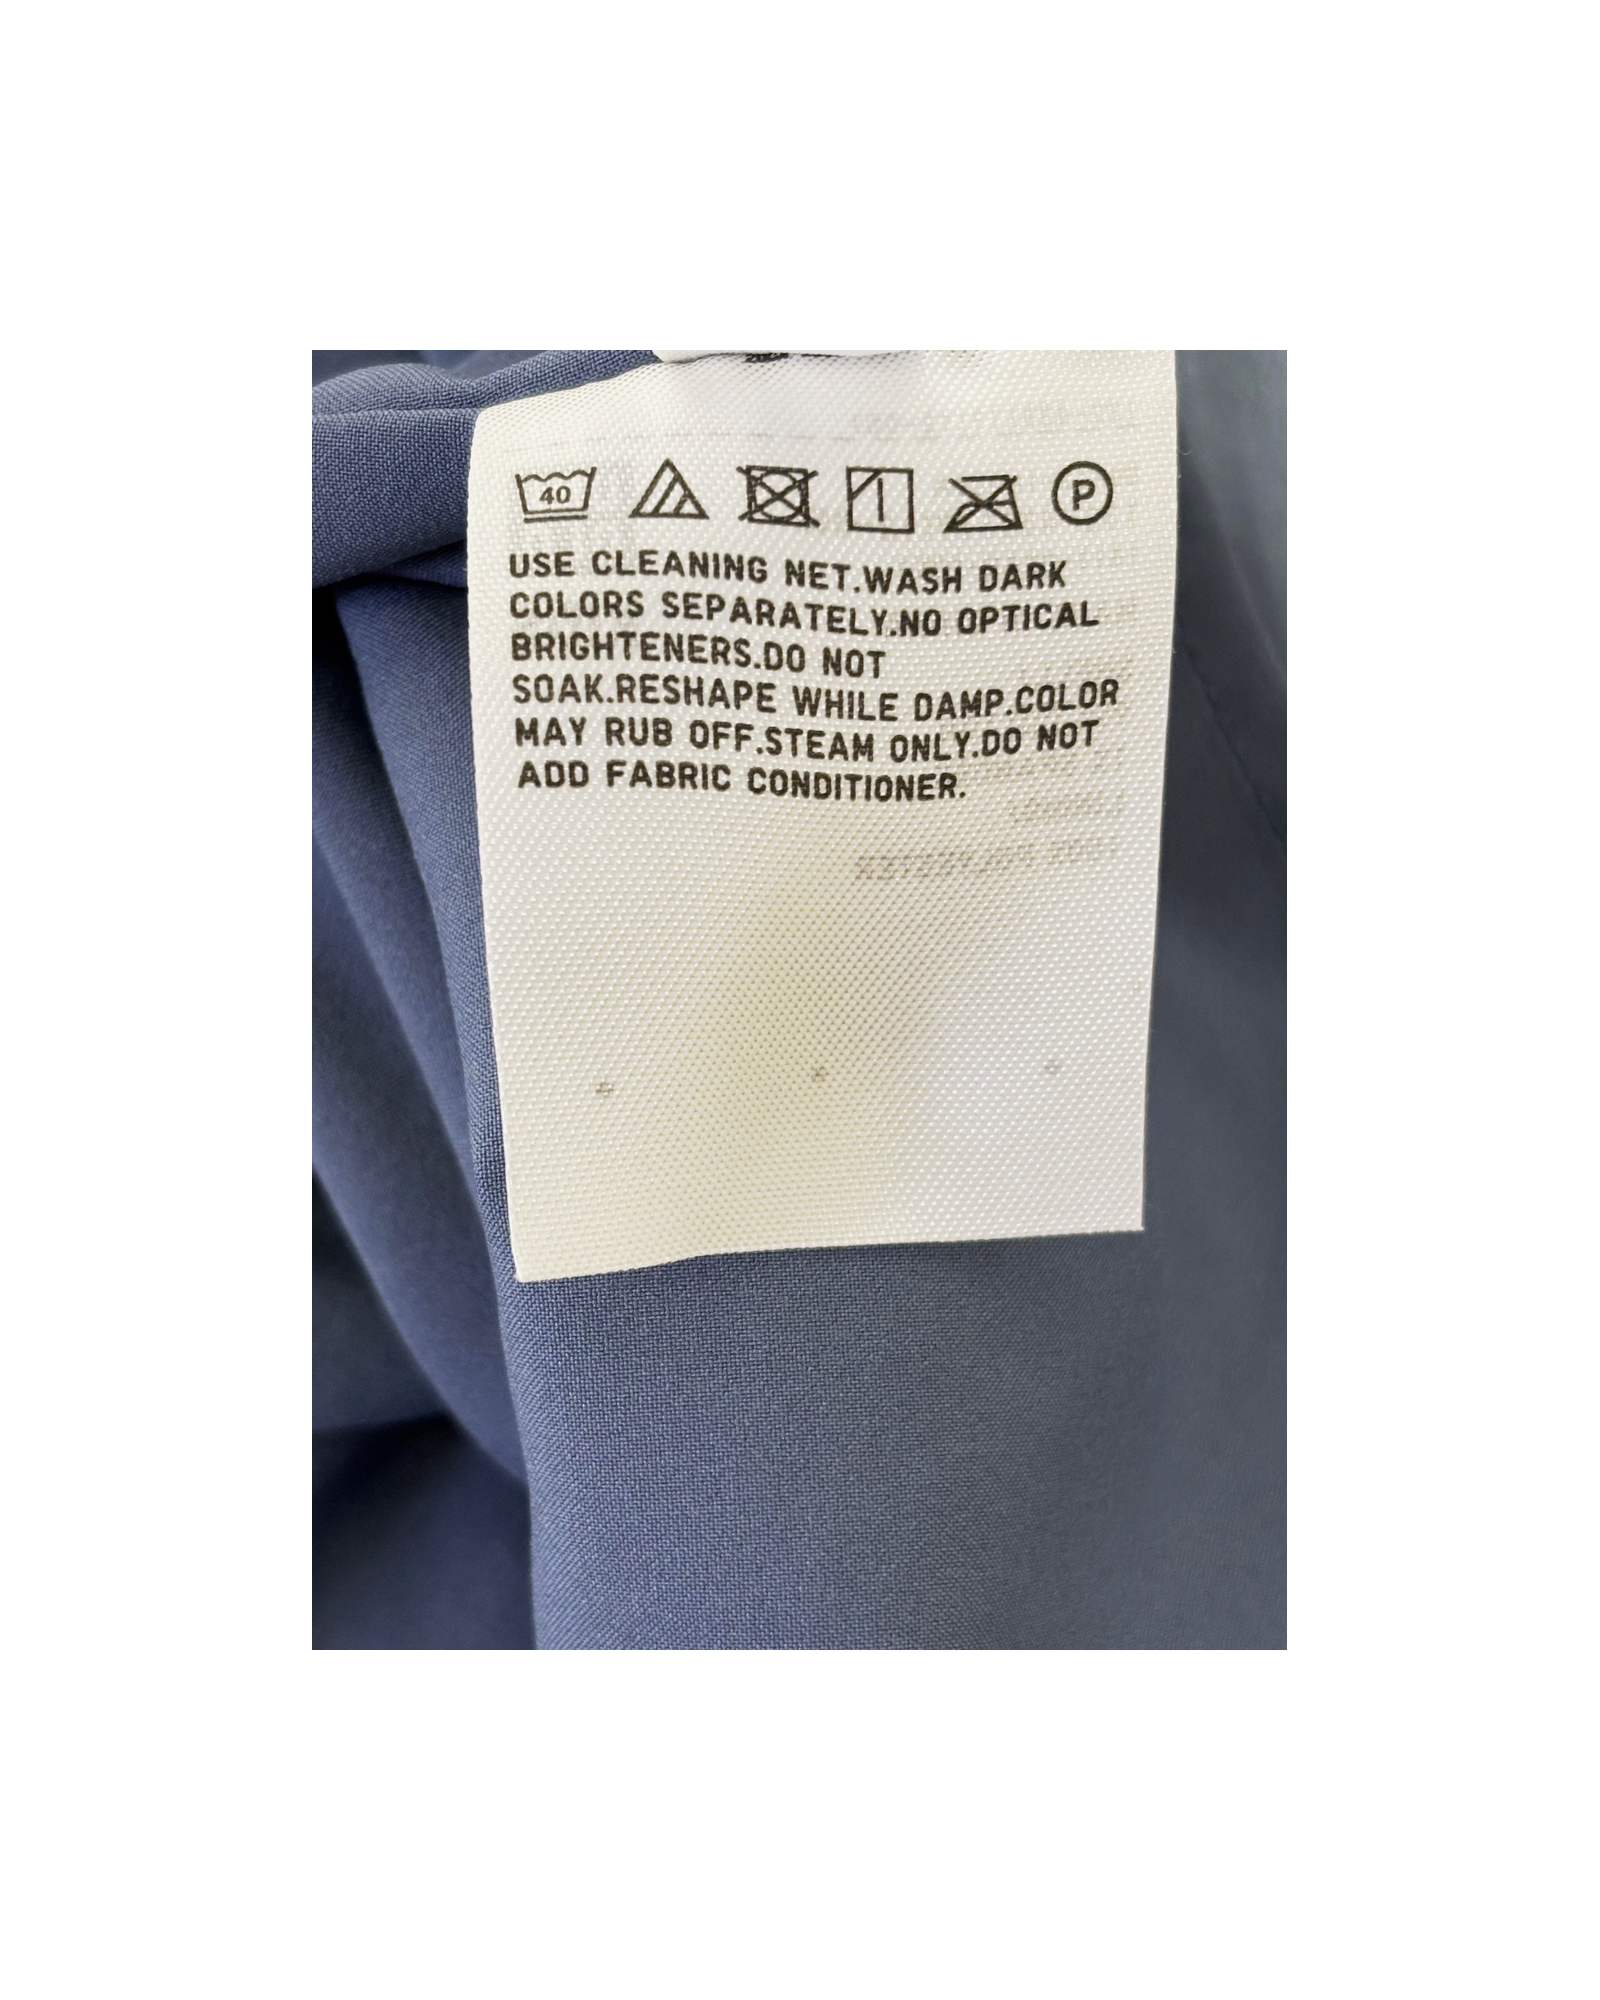 40 P
USE CLEANING NET.WASH DARK
COLORS SEPARATELY.NO OPTICAL
BRIGHTENERS.DO NOT
SOAK.RESHAPE WHILE DAMP.COLOR
MAY RUB OFF.STEAM ONLY.DO NOT
ADD FABRIC CONDITIONER.